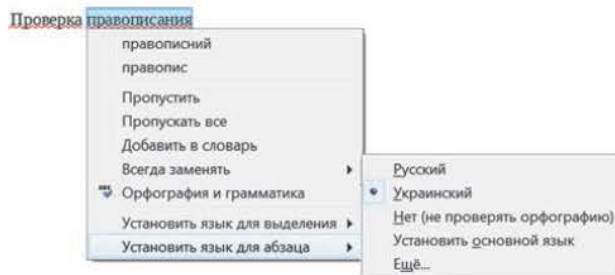 Проверка правописания
правописний
правопис
Пропустить
Пропускать все
Добавить в словарь
Всегда заменять
Орфография и грамматика
Установить язык для выделения
Установить язык для абзаца
Русский
Украинский
Нет (не проверять орфографию)
Установить основной язык
Ещё...